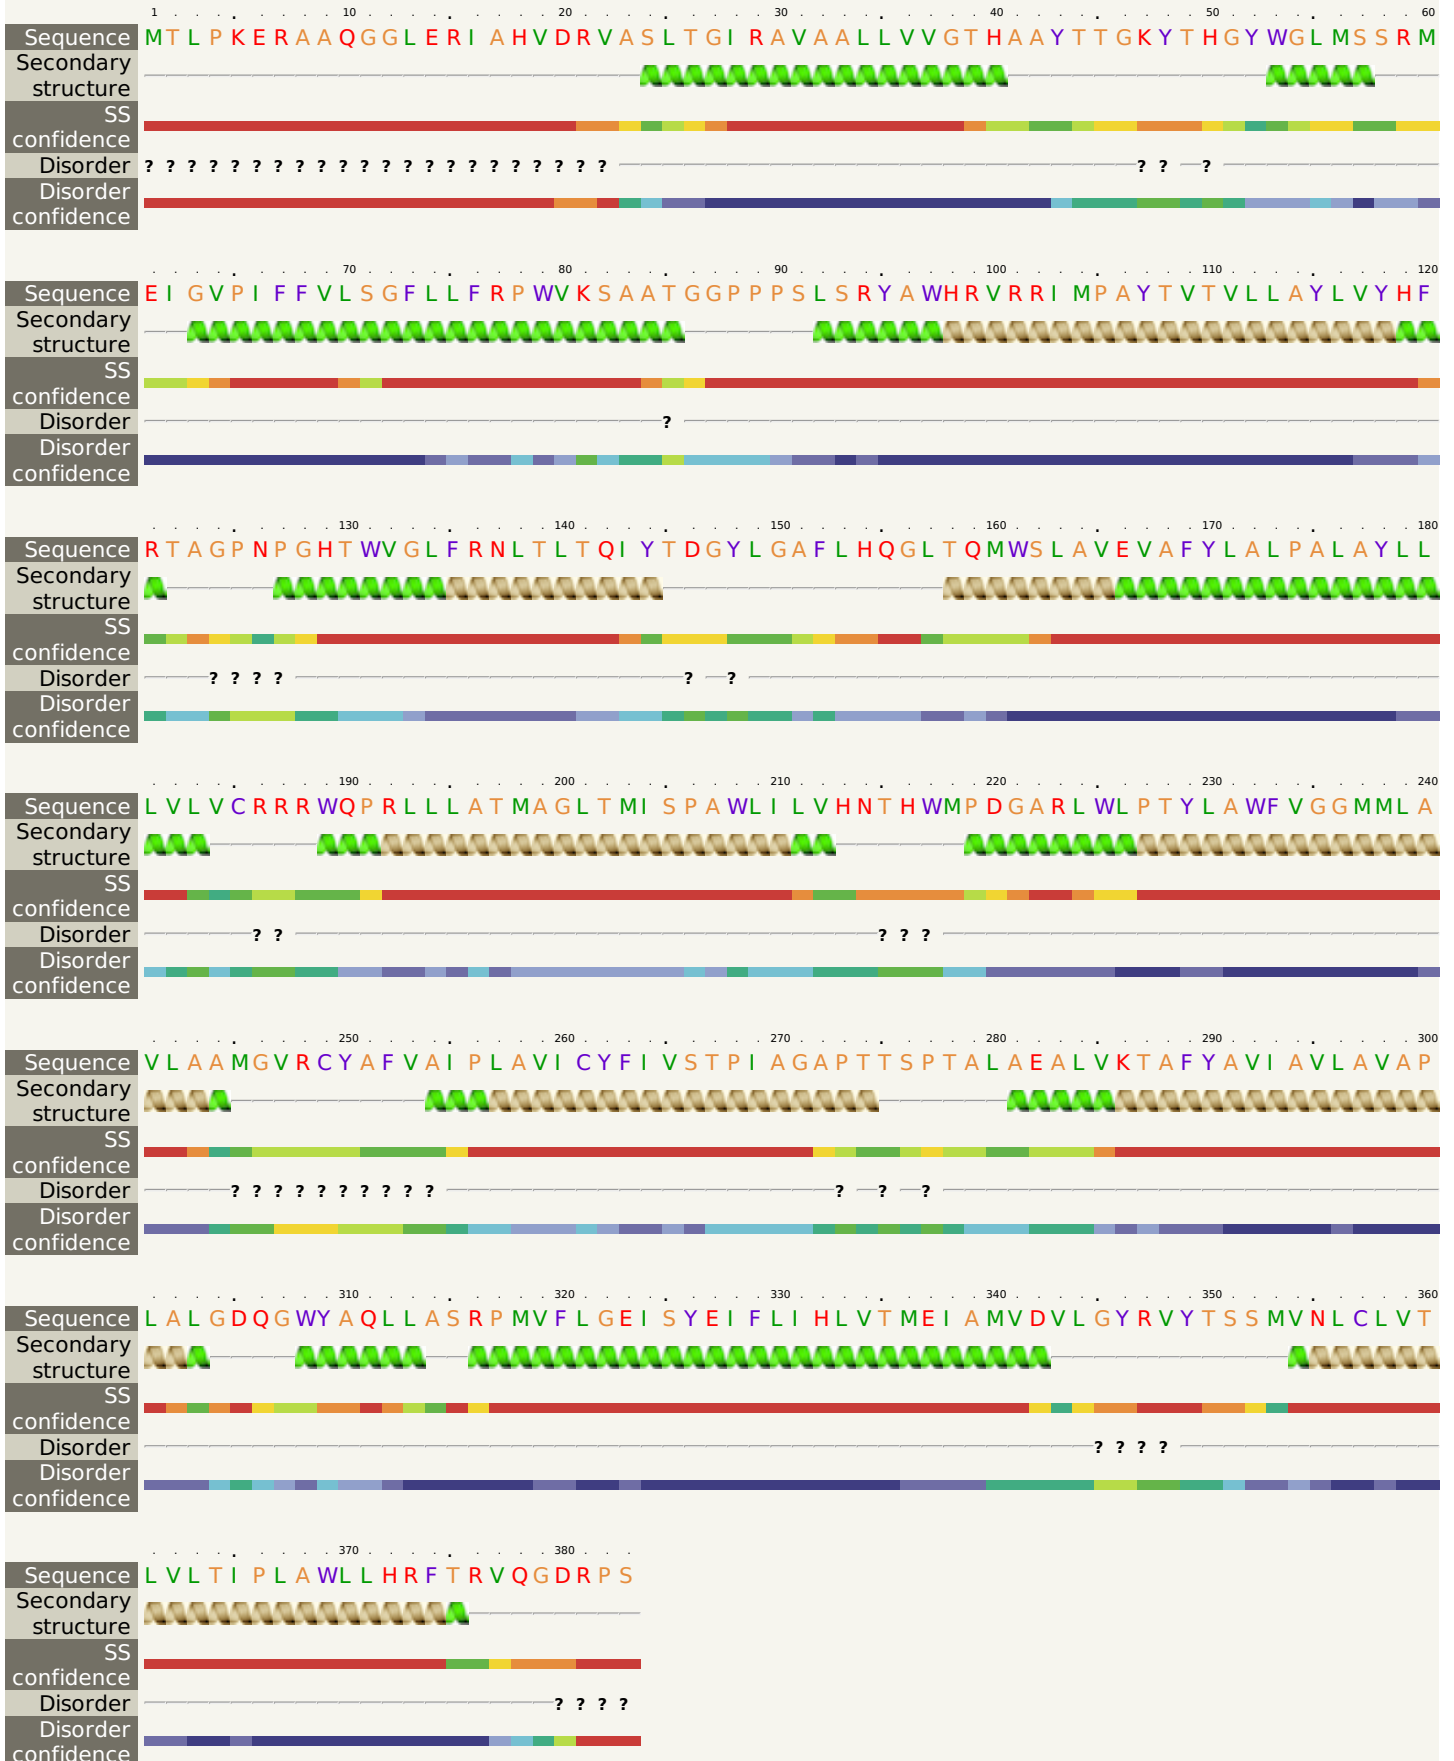 1 10 20 30 40 50 60
Sequence MTLPKERAAQGGLERIAHVDRVASLTGIRAVAALLVVGTHAAYTTGKYTHGYWGLMSSRM
Secondary
structure
SS
confidence
Disorder ? ? ? ? ? ? ? ? ? ? ? ? ? ? ? ? ? ? ? ? ? ? ? ? ?
Disorder
confidence
70 80 90 100 110 120
Sequence EIGVPIFFVLSGFLLFRPWVKSAATGGPPPSLSRYAWHRVRRIMPAYTVTVLLAYLVYHF
Secondary
structure
SS
confidence
Disorder ?
Disorder
confidence
130 140 150 160 170 180
Sequence RTAGPNPGHTWVGLFRNLTLTQIYTDGYLGAFLHQGLTQMWSLAVEVAFYLALPALAYLL
Secondary
structure
SS
confidence
Disorder ? ? ? ? ? ?
Disorder
confidence
190 200 210 220 230 240
Sequence LVLVCRRRWQPRLLLATMAGLTMISPAWLILVHNTHWMPDGARLWLPTYLAWFVGGMMLA
Secondary
structure
SS
confidence
Disorder ? ? ? ? ?
Disorder
confidence
250 260 270 280 290 300
Sequence VLAAMGVRCYAFVAIPLAVICYFIVSTPIAGAPTTSPTALAEALVKTAFYAVIAVLAVAP
Secondary
structure
SS
confidence
Disorder ? ? ? ? ? ? ? ? ? ? ? ? ?
Disorder
confidence
310 320 330 340 350 360
Sequence LALGDQGWYAQLLASRPMVFLGEISYEIFLIHLVTMEIAMVDVLGYRVYTSSMVNLCLVT
Secondary
structure
SS
confidence
Disorder ? ? ? ?
Disorder
confidence
370 380
Sequence LVLTIPLAWLLHRFTRVQGDRPS
Secondary
structure
SS
confidence
Disorder ? ? ? ?
Disorder
confidence